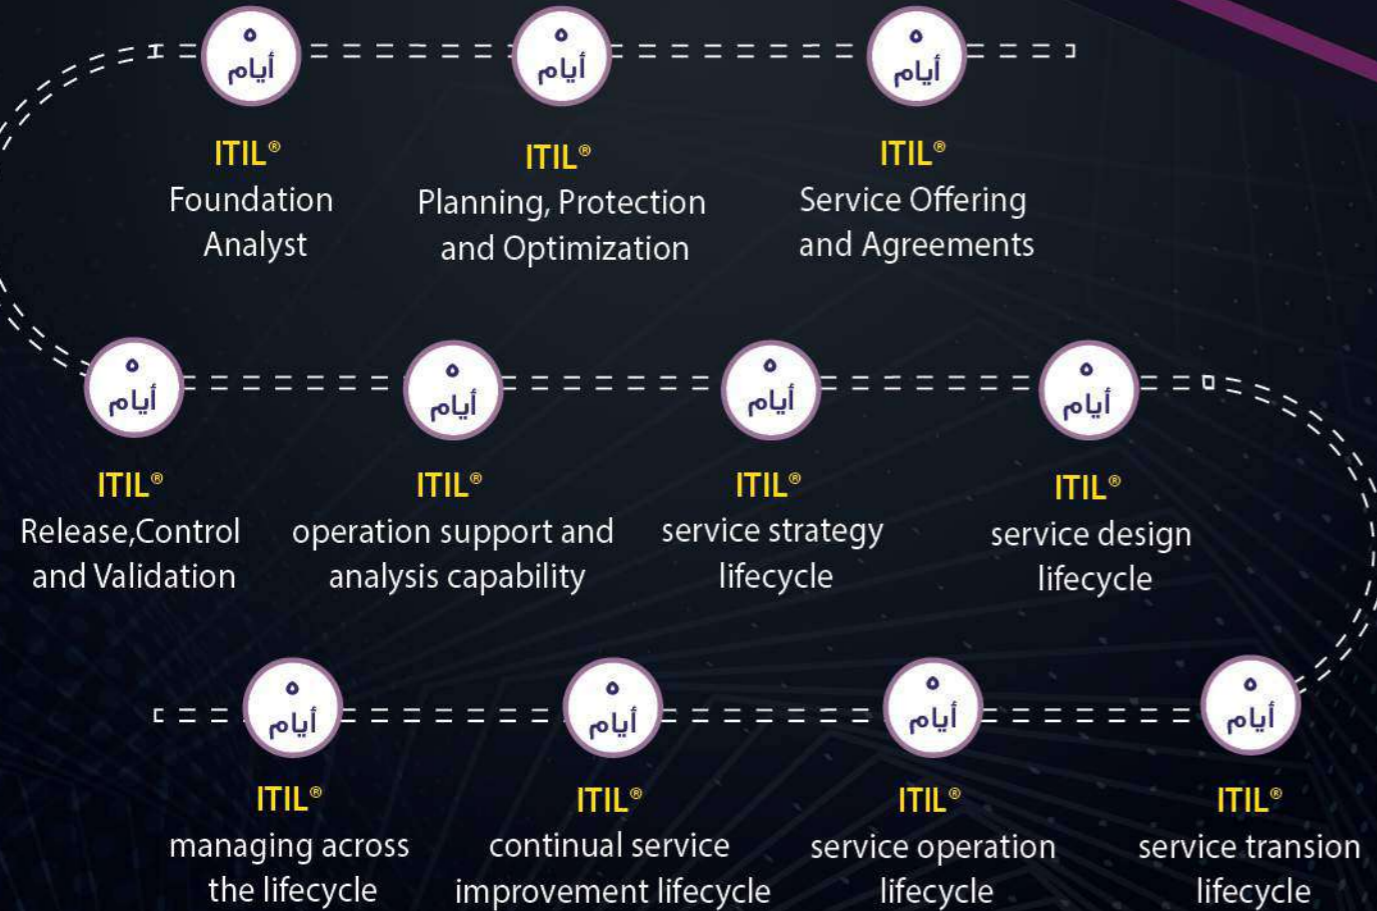 ٥
أيام
ITIL®
Foundation
Analyst
٥
أيام
ITIL®
Planning, Protection
and Optimization
٥
أيام
ITIL®
Service Offering
and Agreements
٥
أيام
ITIL®
Release,Control
and Validation
٥
أيام
ITIL®
operation support and
analysis capability
٥
أيام
ITIL®
service strategy
lifecycle
٥
أيام
ITIL®
service design
lifecycle
٥
أيام
ITIL®
managing across
the lifecycle
٥
أيام
ITIL®
continual service
improvement lifecycle
٥
أيام
ITIL®
service operation
lifecycle
٥
أيام
ITIL®
service transion
lifecycle